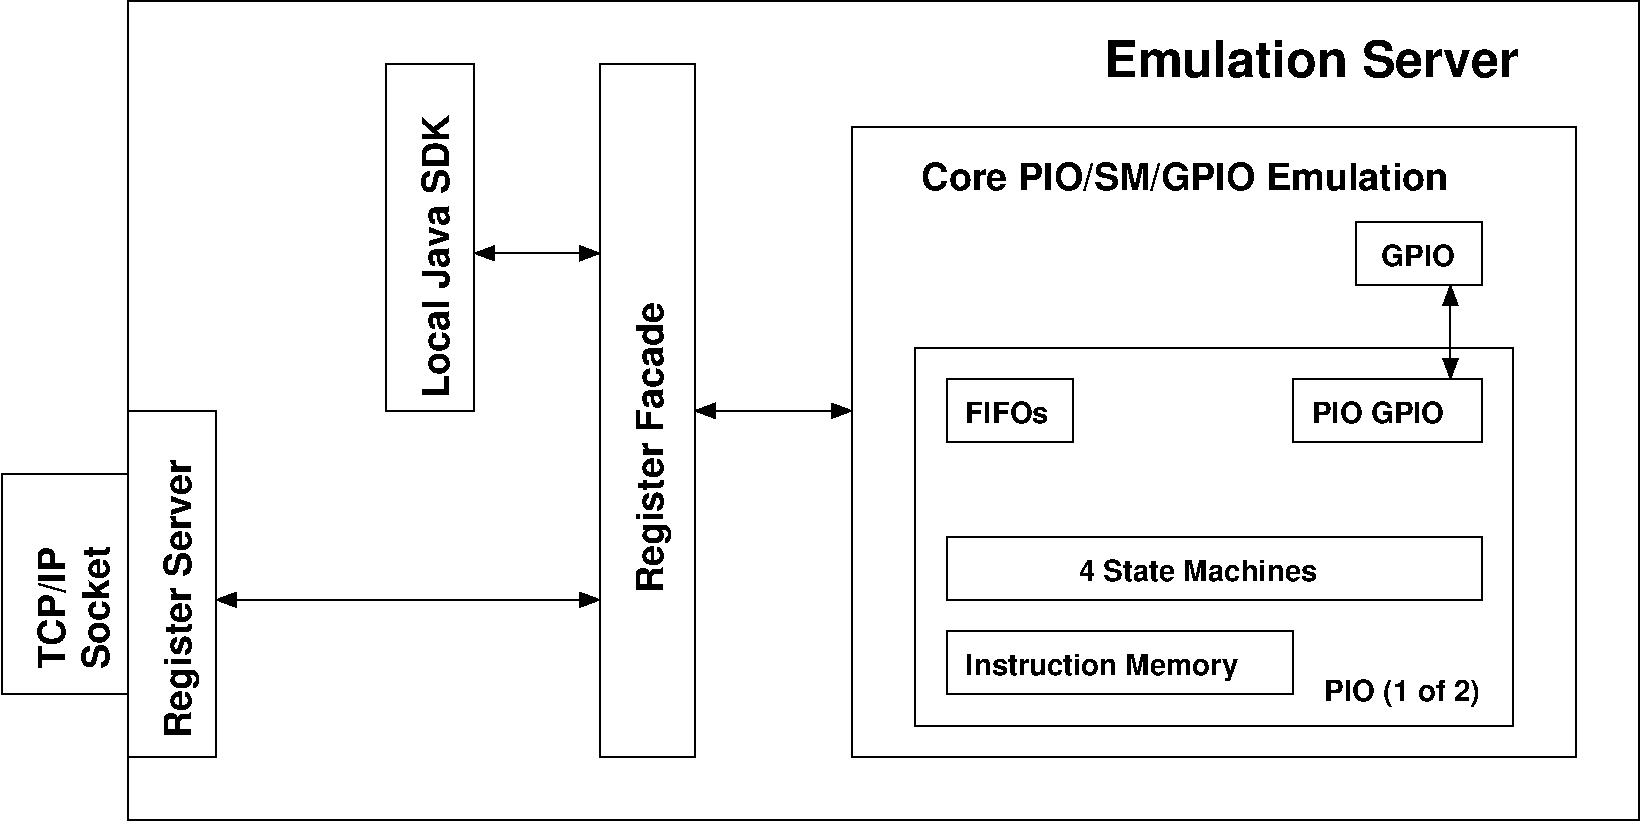 Emulation Server
Core PIO/SM/GPIO Emulation
GPIO
FIFOs
PIO GPIO
4 State Machines
Instruction Memory
PIO (1 of 2)
Local Java SDK
Register Facade
Register Server
TCP/IP
Socket